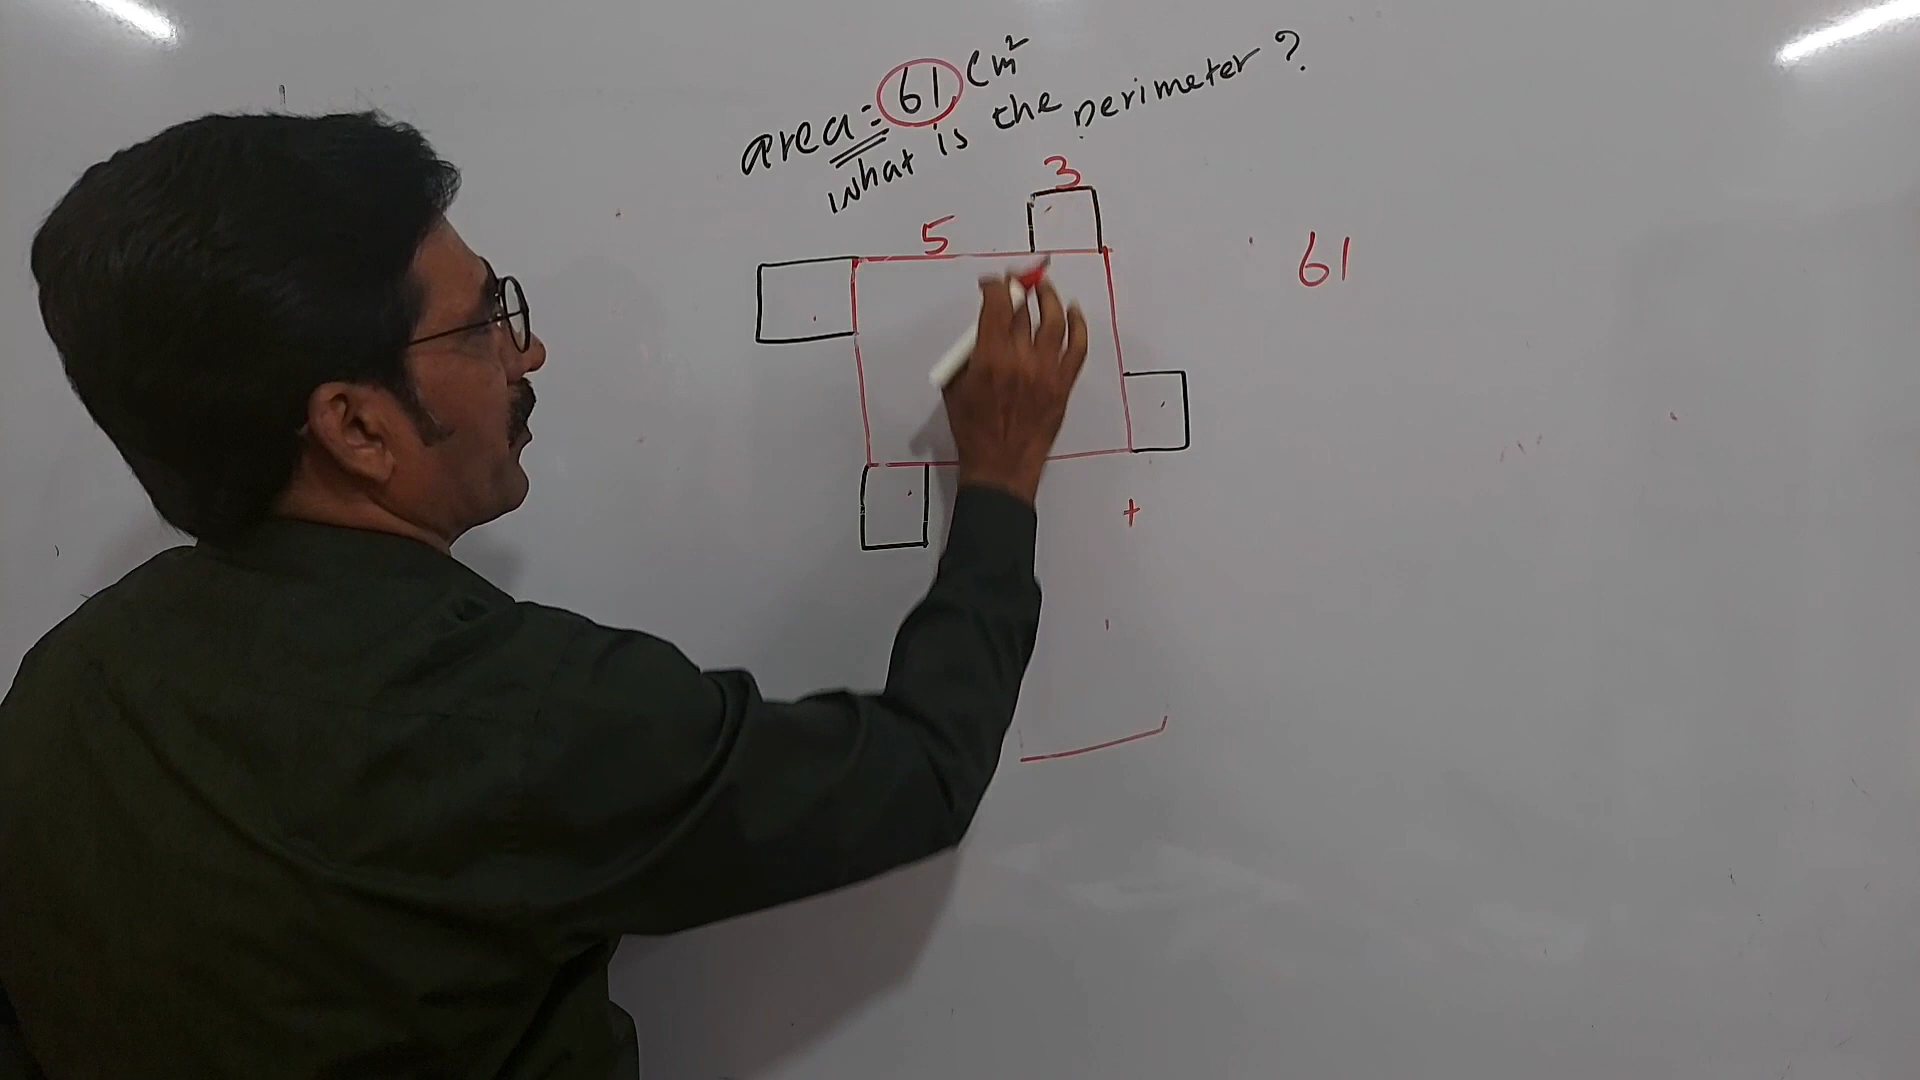 area = 61 cm²
what is the perimeter?
3
5
61
+